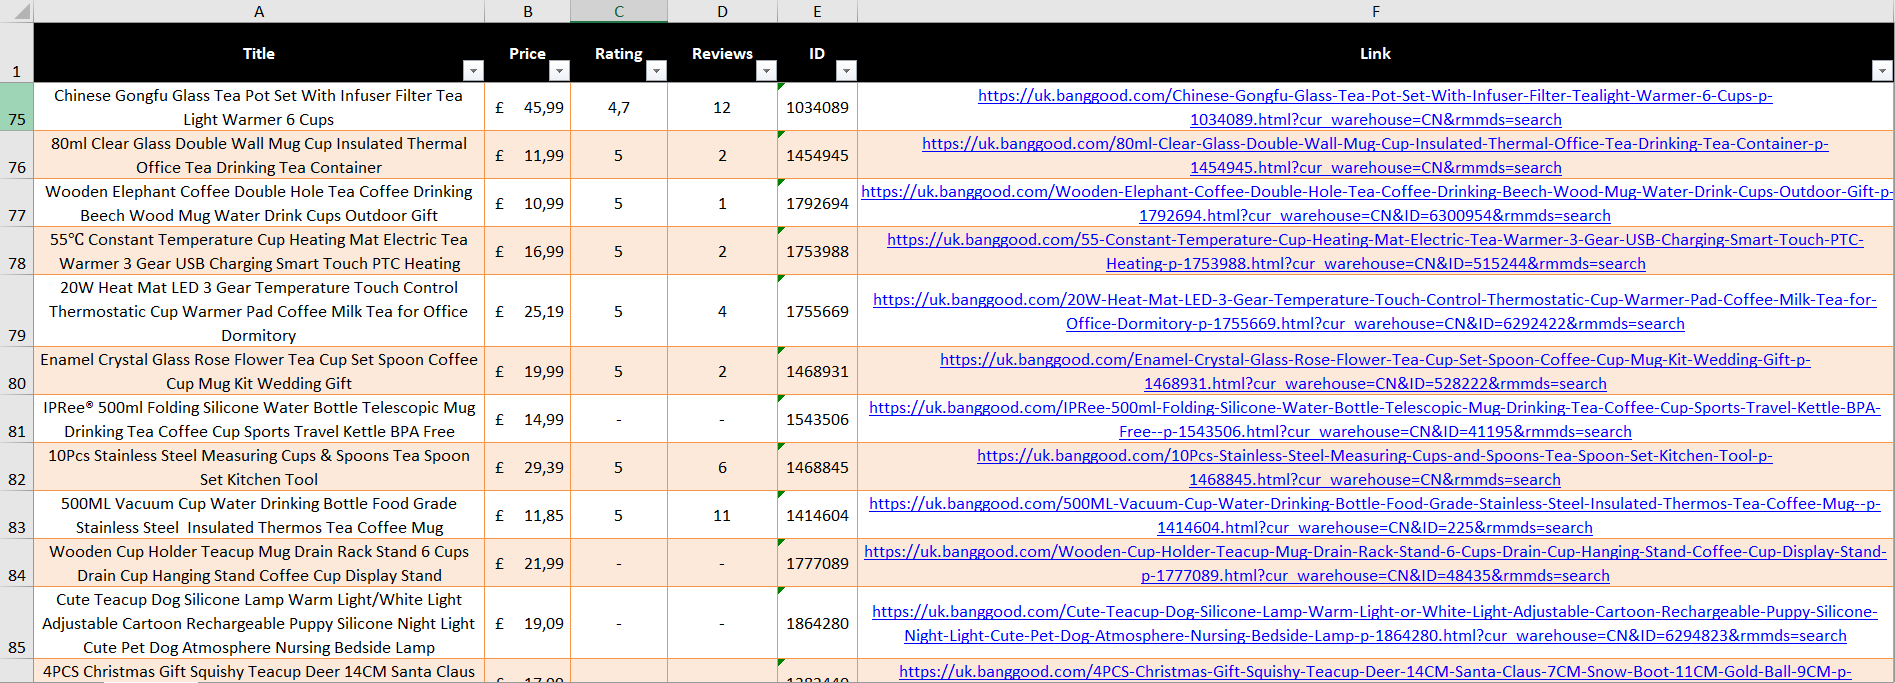 A B C D E F
1 Title Price Rating Reviews ID Link
Chinese Gongfu Glass Tea Pot Set With Infuser Filter Tea
Light Warmer 6 Cups
75 £ 45,99 4,7 12 1034089
https://uk.banggood.com/Chinese-Gongfu-Glass-Tea-Pot-Set-With-Infuser-Filter-Tealight-Warmer-6-Cups-p-
1034089.html?cur_warehouse=CN&rmmds=search
80ml Clear Glass Double Wall Mug Cup Insulated Thermal
Office Tea Drinking Tea Container
76 £ 11,99 5 2 1454945
https://uk.banggood.com/80ml-Clear-Glass-Double-Wall-Mug-Cup-Insulated-Thermal-Office-Tea-Drinking-Tea-Container-p-
1454945.html?cur_warehouse=CN&rmmds=search
Wooden Elephant Coffee Double Hole Tea Coffee Drinking
Beech Wood Mug Water Drink Cups Outdoor Gift
77 £ 10,99 5 1 1792694
https://uk.banggood.com/Wooden-Elephant-Coffee-Double-Hole-Tea-Coffee-Drinking-Beech-Wood-Mug-Water-Drink-Cups-Outdoor-Gift-p-
1792694.html?cur_warehouse=CN&ID=6300954&rmmds=search
55℃ Constant Temperature Cup Heating Mat Electric Tea
Warmer 3 Gear USB Charging Smart Touch PTC Heating
78 £ 16,99 5 2 1753988
https://uk.banggood.com/55-Constant-Temperature-Cup-Heating-Mat-Electric-Tea-Warmer-3-Gear-USB-Charging-Smart-Touch-PTC-
Heating-p-1753988.html?cur_warehouse=CN&ID=515244&rmmds=search
20W Heat Mat LED 3 Gear Temperature Touch Control
Thermostatic Cup Warmer Pad Coffee Milk Tea for Office
Dormitory
79 £ 25,19 5 4 1755669
https://uk.banggood.com/20W-Heat-Mat-LED-3-Gear-Temperature-Touch-Control-Thermostatic-Cup-Warmer-Pad-Coffee-Milk-Tea-for-
Office-Dormitory-p-1755669.html?cur_warehouse=CN&ID=6292422&rmmds=search
Enamel Crystal Glass Rose Flower Tea Cup Set Spoon Coffee
Cup Mug Kit Wedding Gift
80 £ 19,99 5 2 1468931
https://uk.banggood.com/Enamel-Crystal-Glass-Rose-Flower-Tea-Cup-Set-Spoon-Coffee-Cup-Mug-Kit-Wedding-Gift-p-
1468931.html?cur_warehouse=CN&ID=528222&rmmds=search
IPRee® 500ml Folding Silicone Water Bottle Telescopic Mug
Drinking Tea Coffee Cup Sports Travel Kettle BPA Free
81 £ 14,99 - - 1543506
https://uk.banggood.com/IPRee-500ml-Folding-Silicone-Water-Bottle-Telescopic-Mug-Drinking-Tea-Coffee-Cup-Sports-Travel-Kettle-BPA-
Free--p-1543506.html?cur_warehouse=CN&ID=41195&rmmds=search
10Pcs Stainless Steel Measuring Cups & Spoons Tea Spoon
Set Kitchen Tool
82 £ 29,39 5 6 1468845
https://uk.banggood.com/10Pcs-Stainless-Steel-Measuring-Cups-and-Spoons-Tea-Spoon-Set-Kitchen-Tool-p-
1468845.html?cur_warehouse=CN&rmmds=search
500ML Vacuum Cup Water Drinking Bottle Food Grade
Stainless Steel  Insulated Thermos Tea Coffee Mug
83 £ 11,85 5 11 1414604
https://uk.banggood.com/500ML-Vacuum-Cup-Water-Drinking-Bottle-Food-Grade-Stainless-Steel-Insulated-Thermos-Tea-Coffee-Mug--p-
1414604.html?cur_warehouse=CN&ID=225&rmmds=search
Wooden Cup Holder Teacup Mug Drain Rack Stand 6 Cups
Drain Cup Hanging Stand Coffee Cup Display Stand
84 £ 21,99 - - 1777089
https://uk.banggood.com/Wooden-Cup-Holder-Teacup-Mug-Drain-Rack-Stand-6-Cups-Drain-Cup-Hanging-Stand-Coffee-Cup-Display-Stand-
p-1777089.html?cur_warehouse=CN&ID=48435&rmmds=search
Cute Teacup Dog Silicone Lamp Warm Light/White Light
Adjustable Cartoon Rechargeable Puppy Silicone Night Light
Cute Pet Dog Atmosphere Nursing Bedside Lamp
85 £ 19,09 - - 1864280
https://uk.banggood.com/Cute-Teacup-Dog-Silicone-Lamp-Warm-Light-or-White-Light-Adjustable-Cartoon-Rechargeable-Puppy-Silicone-
Night-Light-Cute-Pet-Dog-Atmosphere-Nursing-Bedside-Lamp-p-1864280.html?cur_warehouse=CN&ID=6294823&rmmds=search
4PCS Christmas Gift Squishy Teacup Deer 14CM Santa Claus
https://uk.banggood.com/4PCS-Christmas-Gift-Squishy-Teacup-Deer-14CM-Santa-Claus-7CM-Snow-Boot-11CM-Gold-Ball-9CM-p-